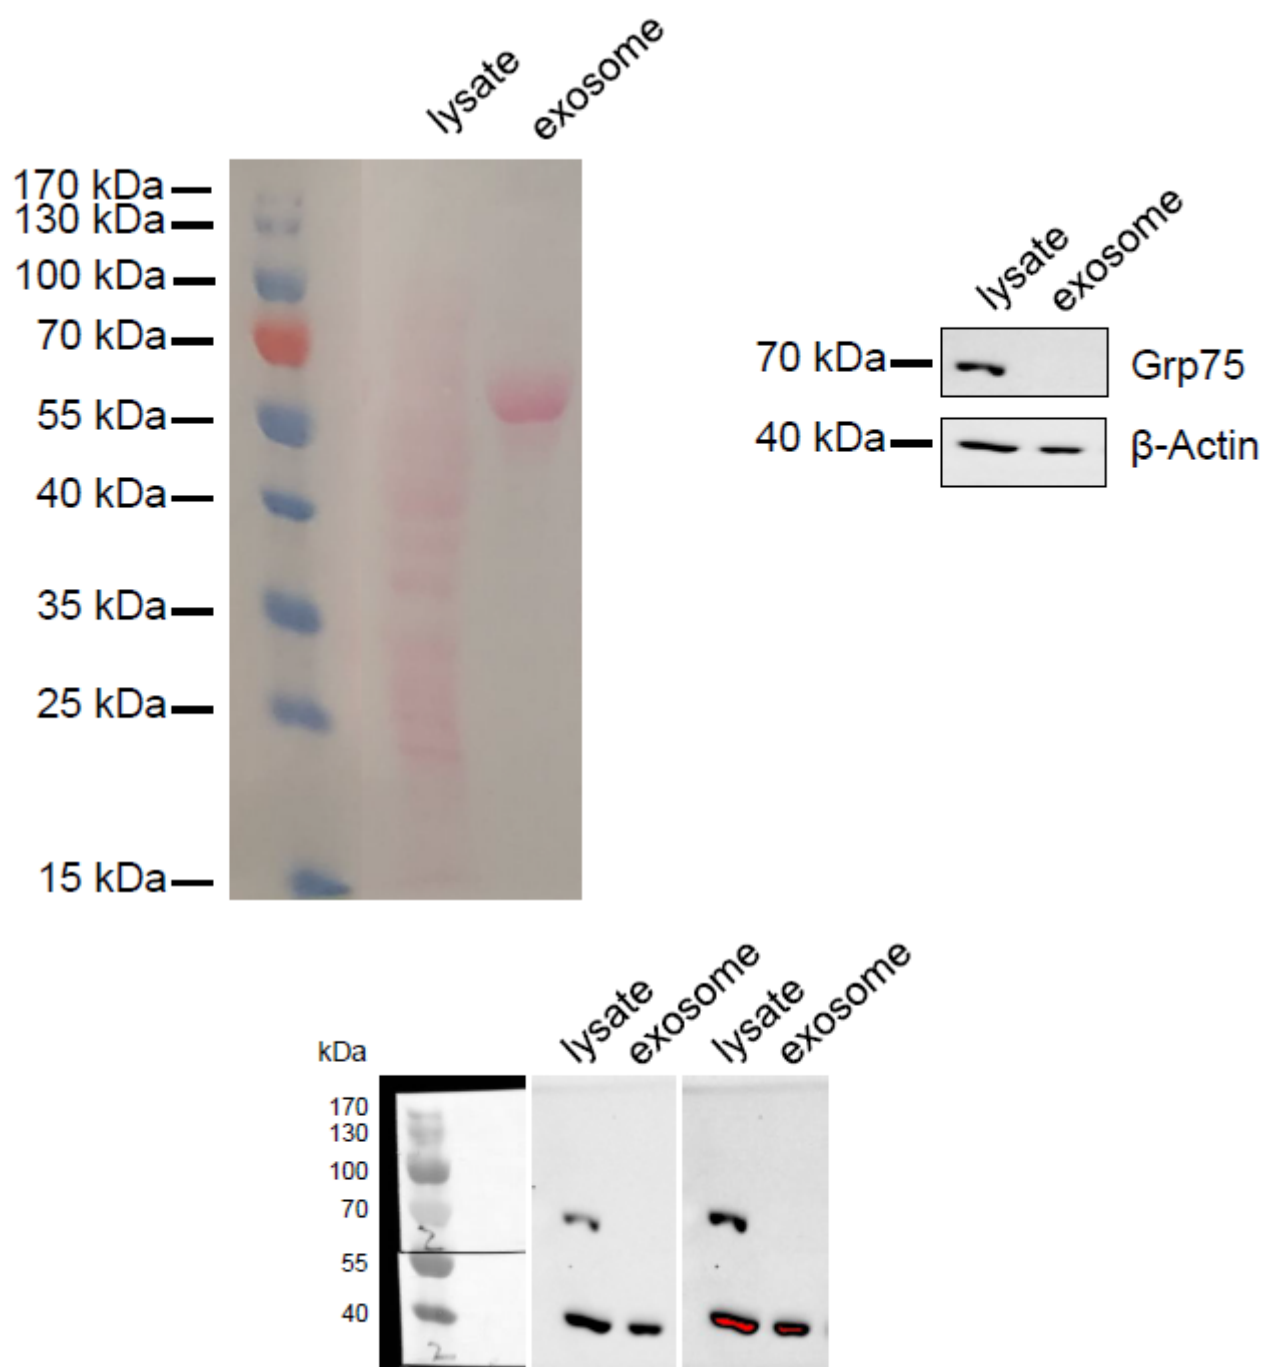 lysate
exosome
170 kDa
130 kDa
100 kDa
70 kDa
55 kDa
40 kDa
35 kDa
25 kDa
15 kDa
lysate
exosome
70 kDa
Grp75
40 kDa
β-Actin
lysate
exosome
lysate
exosome
kDa
170
130
100
70
55
40
2
2